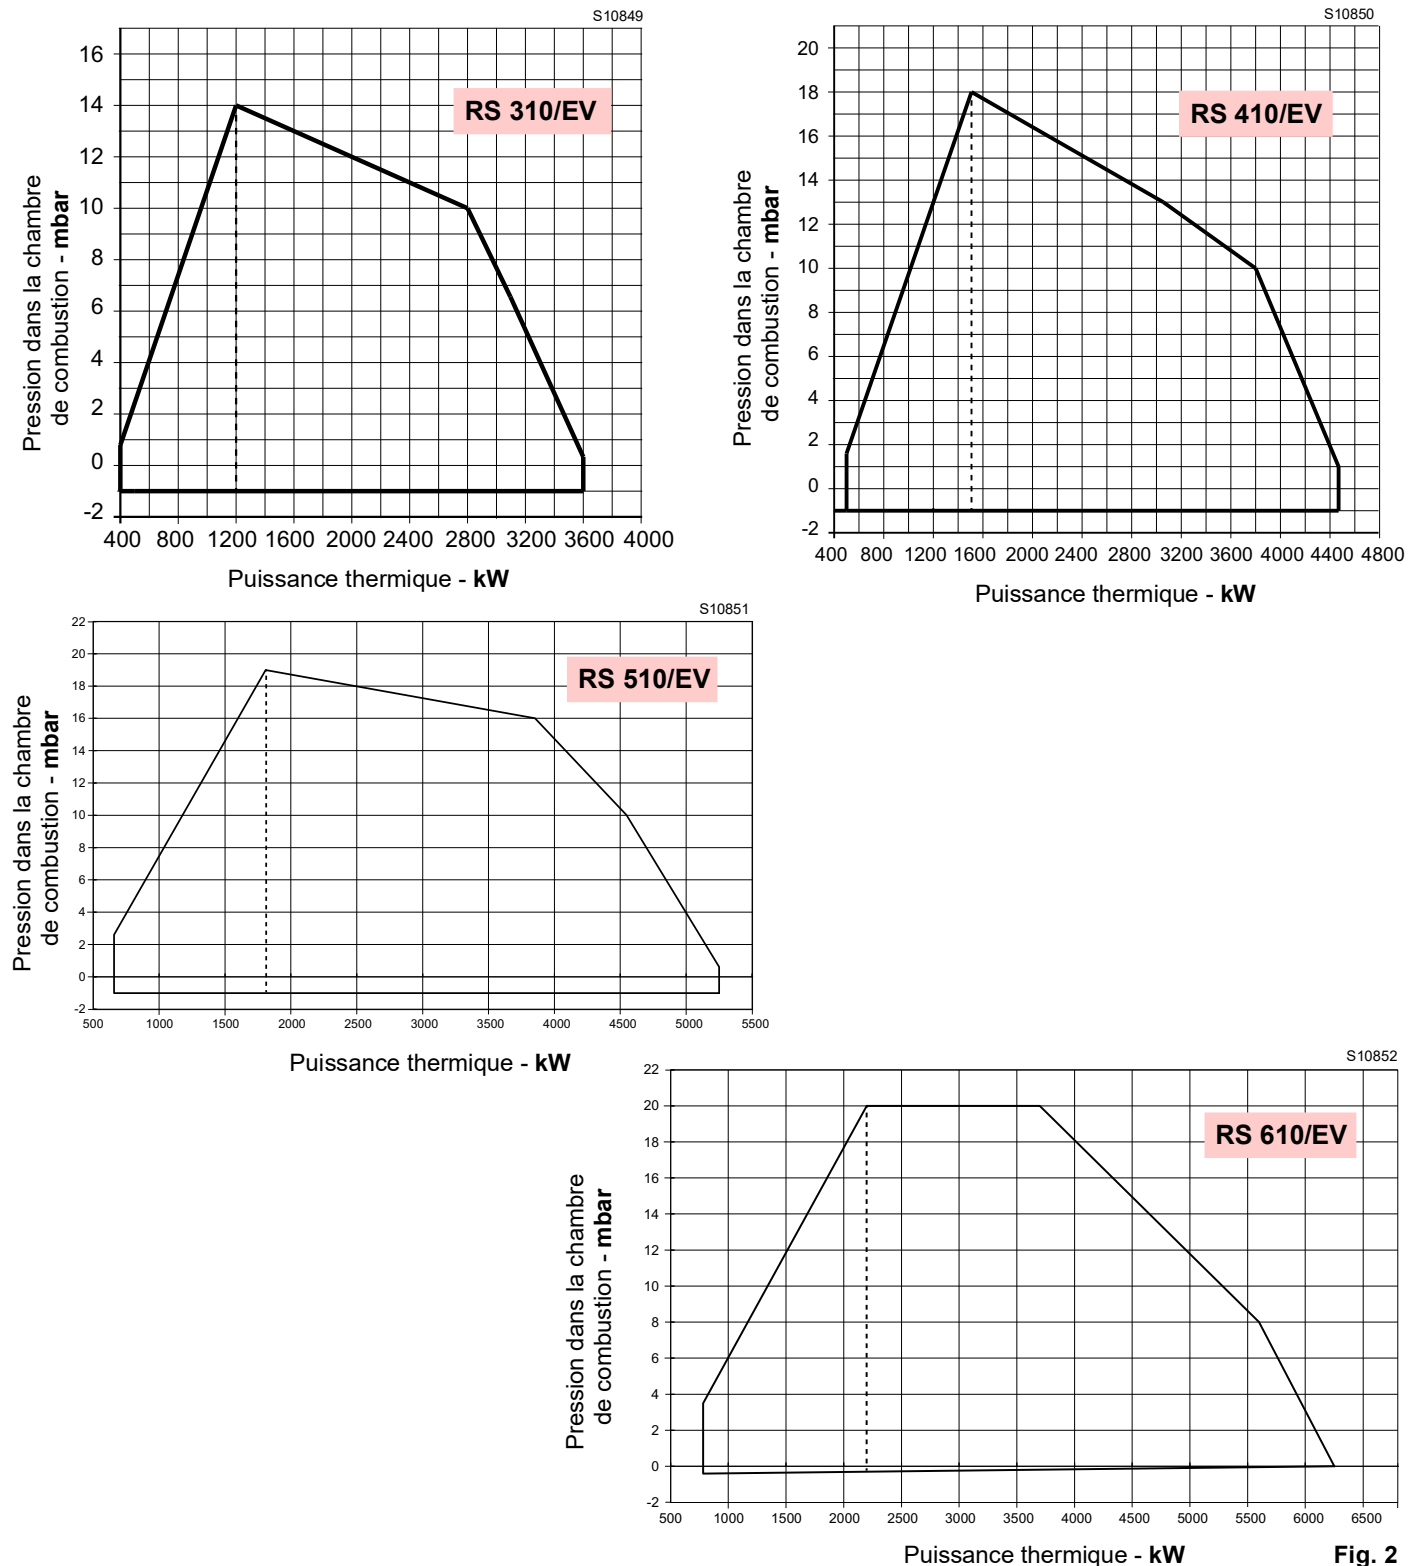 S10849
16
14
12
10
8
6
4
2
0
-2
RS 310/EV
Pression dans la chambre
de combustion - mbar
400 800 1200 1600 2000 2400 2800 3200 3600 4000
Puissance thermique - kW
S10850
20
18
16
14
12
10
8
6
4
2
0
-2
RS 410/EV
Pression dans la chambre
de combustion - mbar
400 800 1200 1600 2000 2400 2800 3200 3600 4000 4400 4800
Puissance thermique - kW
S10851
22
20
18
16
14
12
10
8
6
4
2
0
-2
RS 510/EV
Pression dans la chambre
de combustion - mbar
500 1000 1500 2000 2500 3000 3500 4000 4500 5000 5500
Puissance thermique - kW
S10852
22
20
18
16
14
12
10
8
6
4
2
0
-2
RS 610/EV
Pression dans la chambre
de combustion - mbar
500 1000 1500 2000 2500 3000 3500 4000 4500 5000 5500 6000 6500
Puissance thermique - kW
Fig. 2